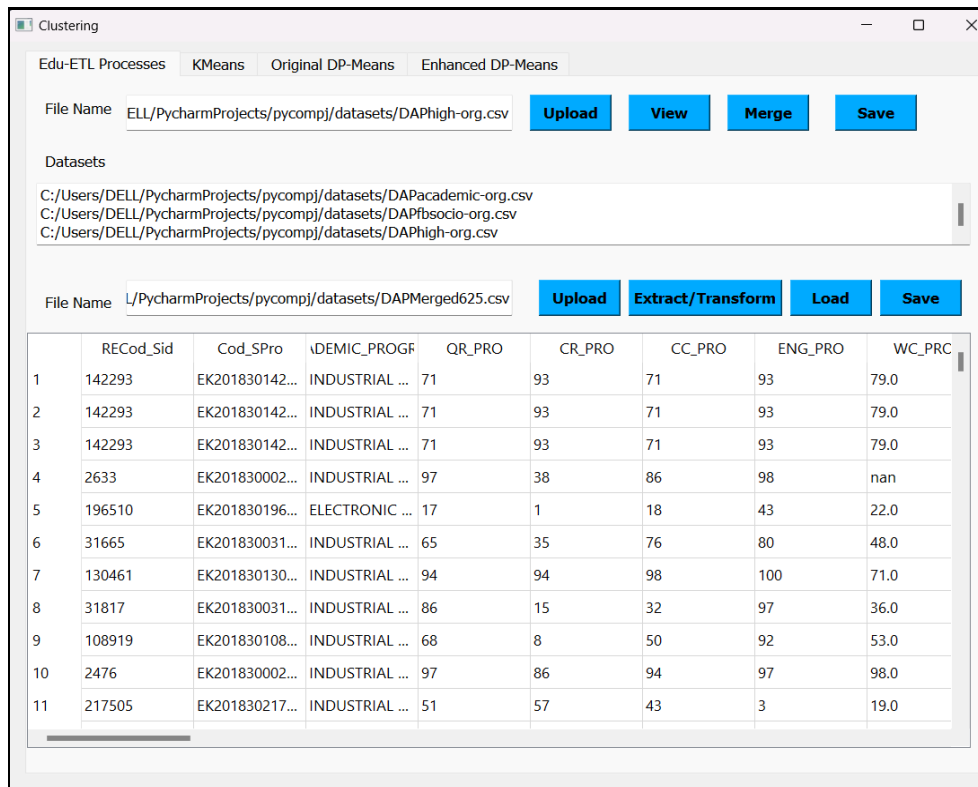 Clustering
Edu-ETL Processes KMeans Original DP-Means Enhanced DP-Means
File Name ELL/PycharmProjects/pycompj/datasets/DAPhigh-org.csv Upload View Merge Save
Datasets
C:/Users/DELL/PycharmProjects/pycompj/datasets/DAPacademic-org.csv
C:/Users/DELL/PycharmProjects/pycompj/datasets/DAPfbsocio-org.csv
C:/Users/DELL/PycharmProjects/pycompj/datasets/DAPhigh-org.csv
File Name L/PycharmProjects/pycompj/datasets/DAPMerged625.csv Upload Extract/Transform Load Save
RECod_Sid Cod_SPro ADEMIC_PROGR QR_PRO CR_PRO CC_PRO ENG_PRO WC_PRO
1 142293 EK201830142... INDUSTRIAL ... 71 93 71 93 79.0
2 142293 EK201830142... INDUSTRIAL ... 71 93 71 93 79.0
3 142293 EK201830142... INDUSTRIAL ... 71 93 71 93 79.0
4 2633 EK201830002... INDUSTRIAL ... 97 38 86 98 nan
5 196510 EK201830196... ELECTRONIC ... 17 1 18 43 22.0
6 31665 EK201830031... INDUSTRIAL ... 65 35 76 80 48.0
7 130461 EK201830130... INDUSTRIAL ... 94 94 98 100 71.0
8 31817 EK201830031... INDUSTRIAL ... 86 15 32 97 36.0
9 108919 EK201830108... INDUSTRIAL ... 68 8 50 92 53.0
10 2476 EK201830002... INDUSTRIAL ... 97 86 94 97 98.0
11 217505 EK201830217... INDUSTRIAL ... 51 57 43 3 19.0